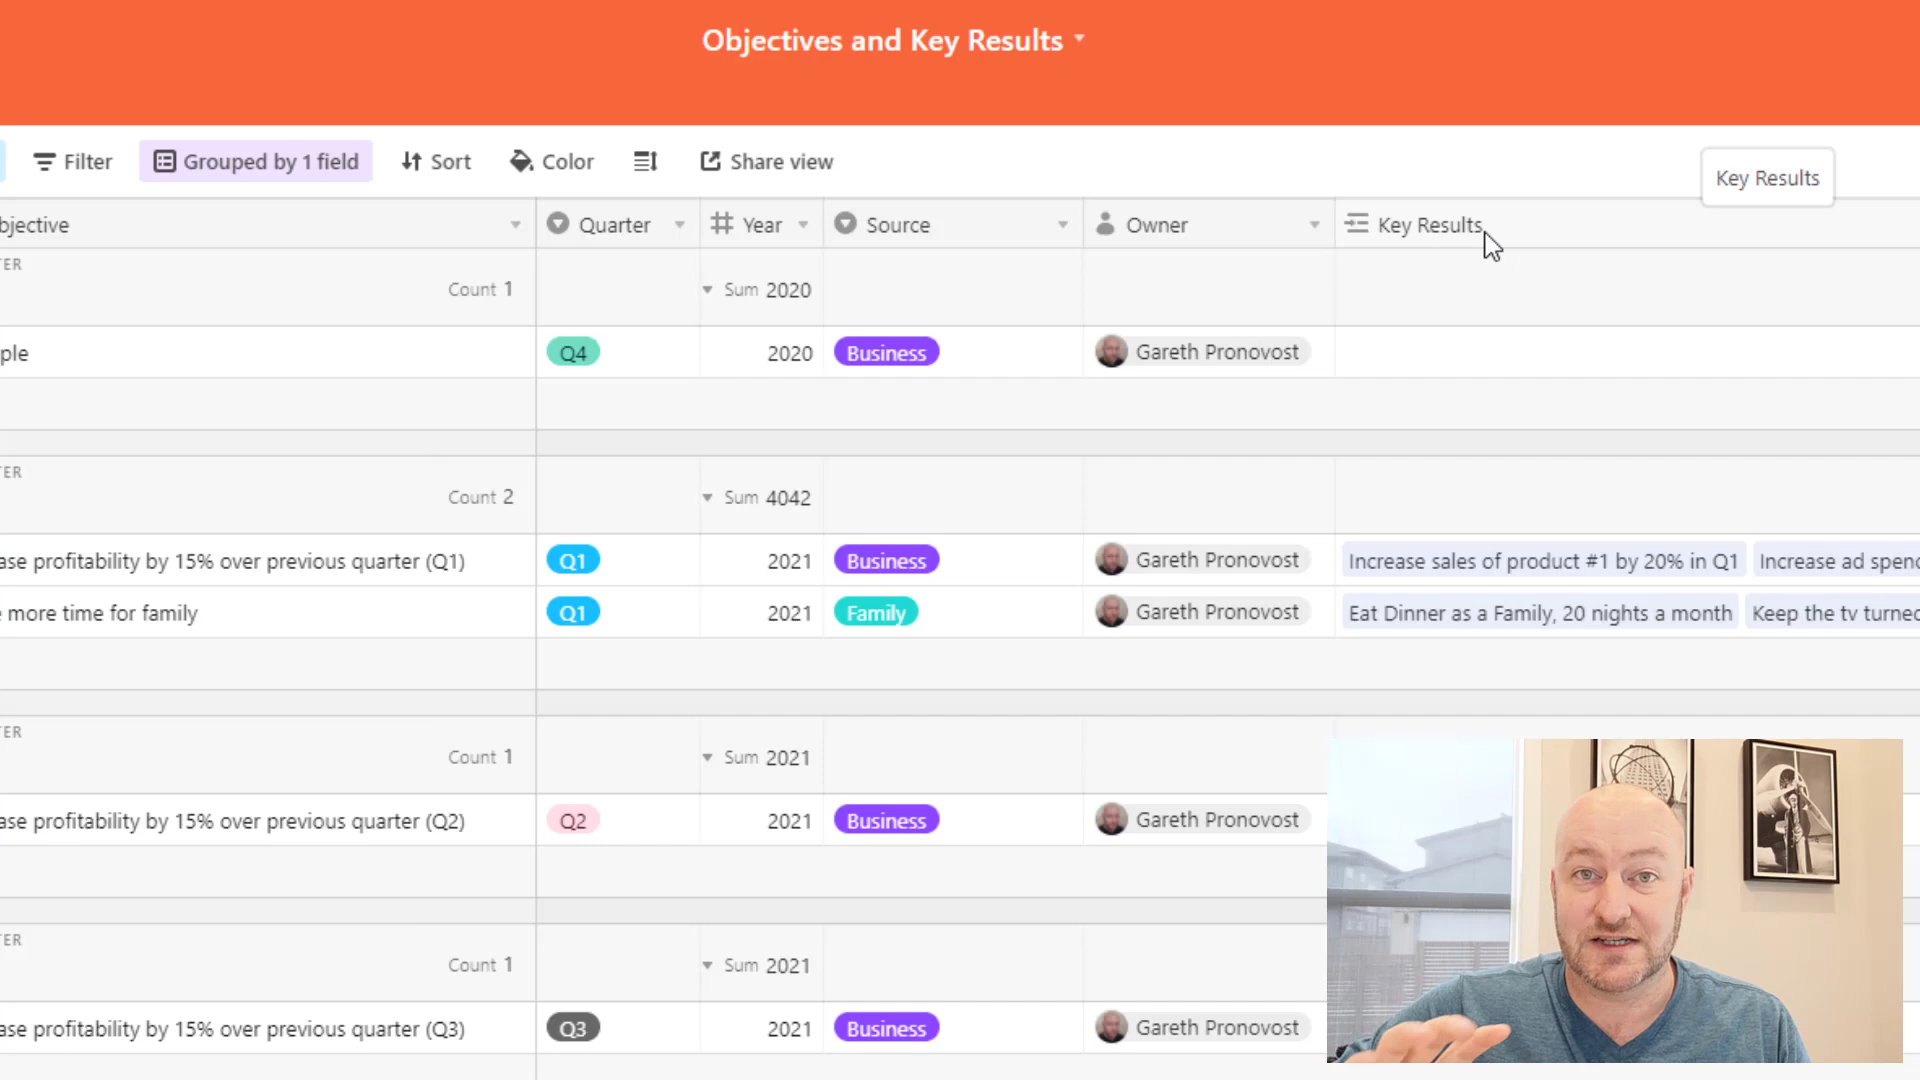 Objectives and Key Results
Filter Grouped by 1 field Sort Color Share view
Key Results
bjective Quarter Year Source Owner Key Results
TER
Count 1 Sum 2020
ple Q4 2020 Business Gareth Pronovost
TER
Count 2 Sum 4042
ase profitability by 15% over previous quarter (Q1) Q1 2021 Business Gareth Pronovost Increase sales of product #1 by 20% in Q1 Increase ad spend
e more time for family Q1 2021 Family Gareth Pronovost Eat Dinner as a Family, 20 nights a month Keep the tv turned
TER
Count 1 Sum 2021
ase profitability by 15% over previous quarter (Q2) Q2 2021 Business Gareth Pronovost
TER
Count 1 Sum 2021
ase profitability by 15% over previous quarter (Q3) Q3 2021 Business Gareth Pronovost